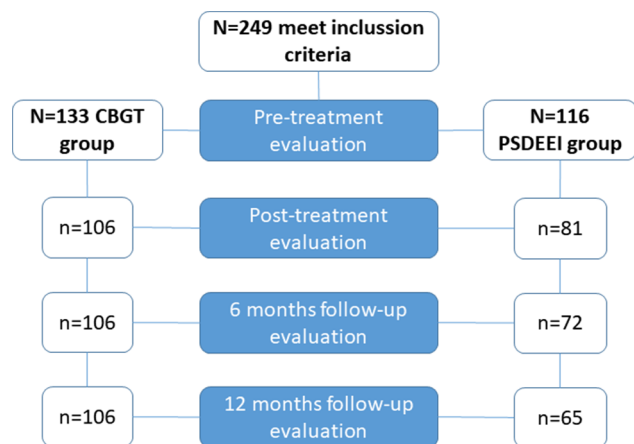 N=249 meet inclussion
criteria
N=133 CBGT
group
Pre-treatment
evaluation
N=116
PSDEEI group
n=106
Post-treatment
evaluation
n=81
n=106
6 months follow-up
evaluation
n=72
n=106
12 months follow-up
evaluation
n=65